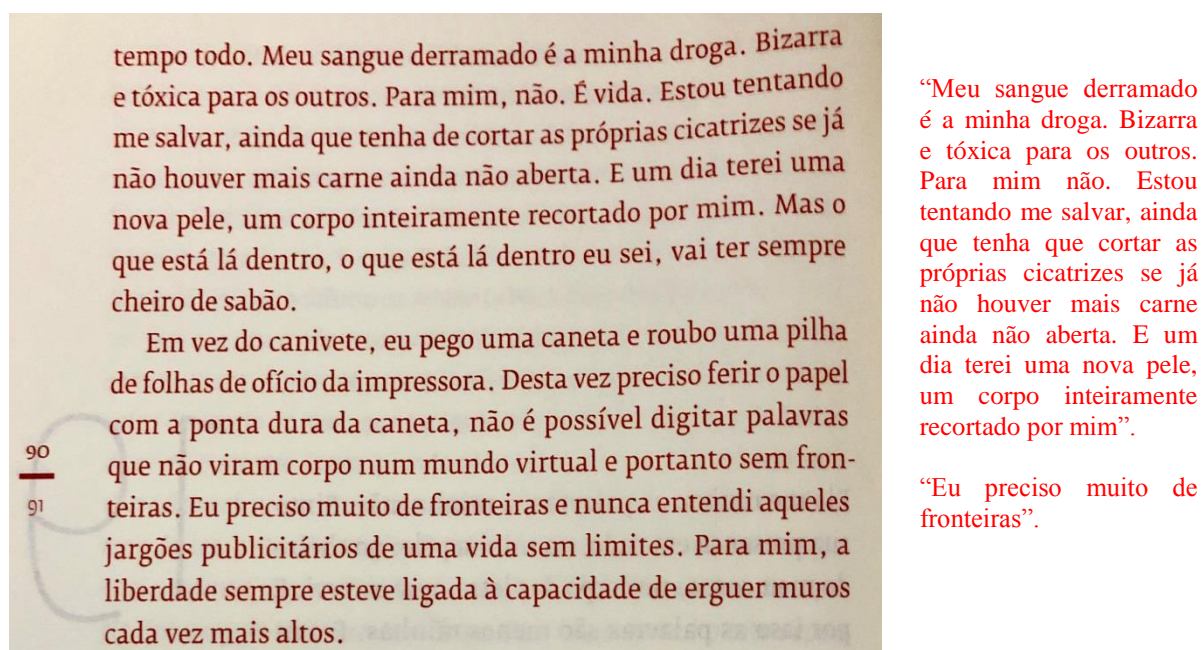 tempo todo. Meu sangue derramado é a minha droga. Bizarra
e tóxica para os outros. Para mim, não. É vida. Estou tentando
me salvar, ainda que tenha de cortar as próprias cicatrizes se já
não houver mais carne ainda não aberta. E um dia terei uma
nova pele, um corpo inteiramente recortado por mim. Mas o
que está lá dentro, o que está lá dentro eu sei, vai ter sempre
cheiro de sabão.
Em vez do canivete, eu pego uma caneta e roubo uma pilha
de folhas de ofício da impressora. Desta vez preciso ferir o papel
com a ponta dura da caneta, não é possível digitar palavras
que não viram corpo num mundo virtual e portanto sem fron-
teiras. Eu preciso muito de fronteiras e nunca entendi aqueles
jargões publicitários de uma vida sem limites. Para mim, a
liberdade sempre esteve ligada à capacidade de erguer muros
cada vez mais altos.
90
91
“Meu sangue derramado
é a minha droga. Bizarra
e tóxica para os outros.
Para mim não. Estou
tentando me salvar, ainda
que tenha que cortar as
próprias cicatrizes se já
não houver mais carne
ainda não aberta. E um
dia terei uma nova pele,
um corpo inteiramente
recortado por mim”.
“Eu preciso muito de
fronteiras”.